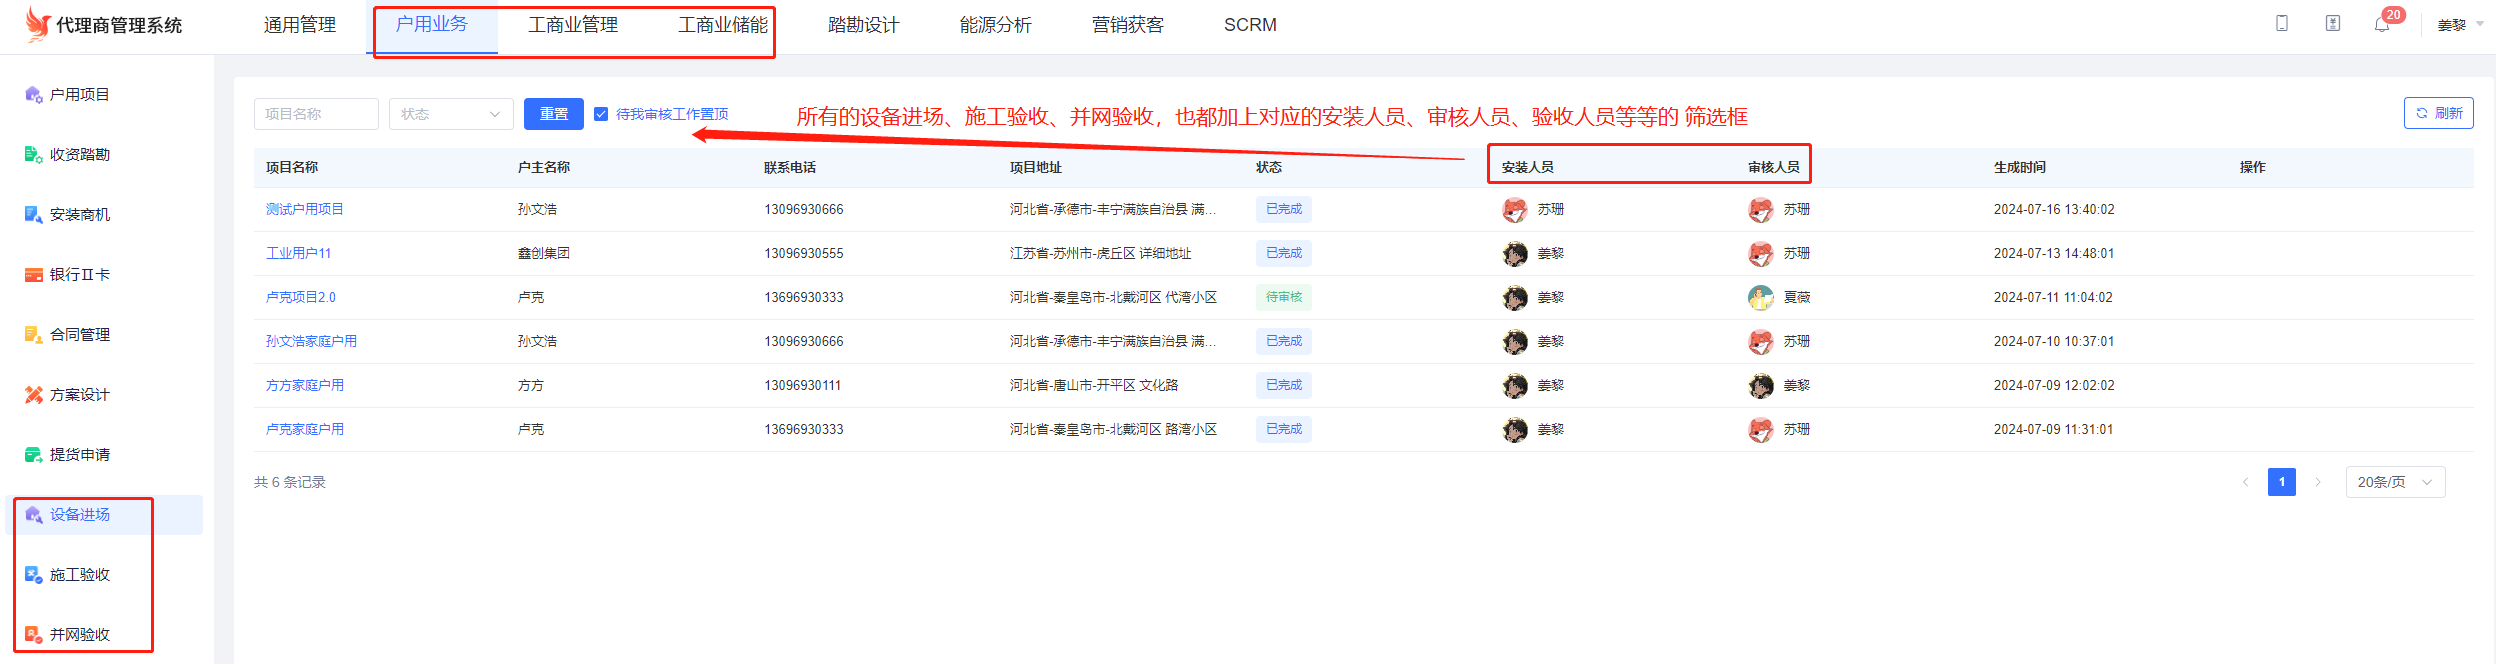 代理商管理系统 通用管理 户用业务 工商业管理 工商业储能 踏勘设计 能源分析 营销获客 SCRM 20 姜黎
户用项目
收资踏勘
安装商机
银行II卡
合同管理
方案设计
提货申请
设备进场
施工验收
并网验收
项目名称 状态 重置 待我审核工作置顶 所有的设备进场、施工验收、并网验收，也都加上对应的安装人员、审核人员、验收人员等等的 筛选框 刷新
项目名称 户主名称 联系电话 项目地址 状态 安装人员 审核人员 生成时间 操作
测试户用项目 孙文浩 13096930666 河北省-承德市-丰宁满族自治县 满... 已完成 苏珊 苏珊 2024-07-16 13:40:02
工业用户11 鑫创集团 13096930555 江苏省-苏州市-虎丘区 详细地址 已完成 姜黎 苏珊 2024-07-13 14:48:01
卢克项目2.0 卢克 13696930333 河北省-秦皇岛市-北戴河区 代湾小区 待审核 姜黎 夏薇 2024-07-11 11:04:02
孙文浩家庭户用 孙文浩 13096930666 河北省-承德市-丰宁满族自治县 满... 已完成 姜黎 苏珊 2024-07-10 10:37:01
方方家庭户用 方方 13096930111 河北省-唐山市-开平区 文化路 已完成 姜黎 姜黎 2024-07-09 12:02:02
卢克家庭户用 卢克 13696930333 河北省-秦皇岛市-北戴河区 路湾小区 已完成 姜黎 苏珊 2024-07-09 11:31:01
共 6 条记录 1 20条/页